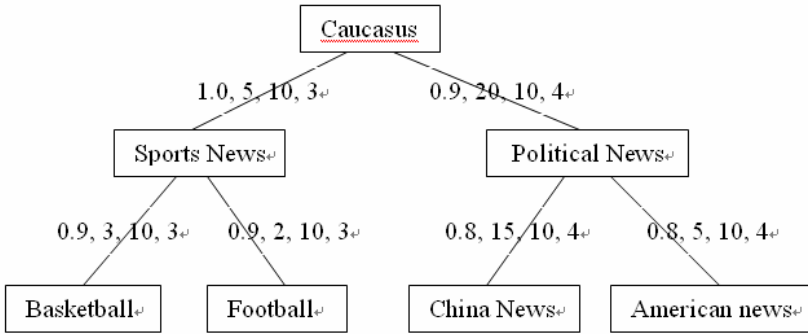 Caucasus
1.0, 5, 10, 3
0.9, 20, 10, 4
Sports News
Political News
0.9, 3, 10, 3
0.9, 2, 10, 3
0.8, 15, 10, 4
0.8, 5, 10, 4
Basketball
Football
China News
American news